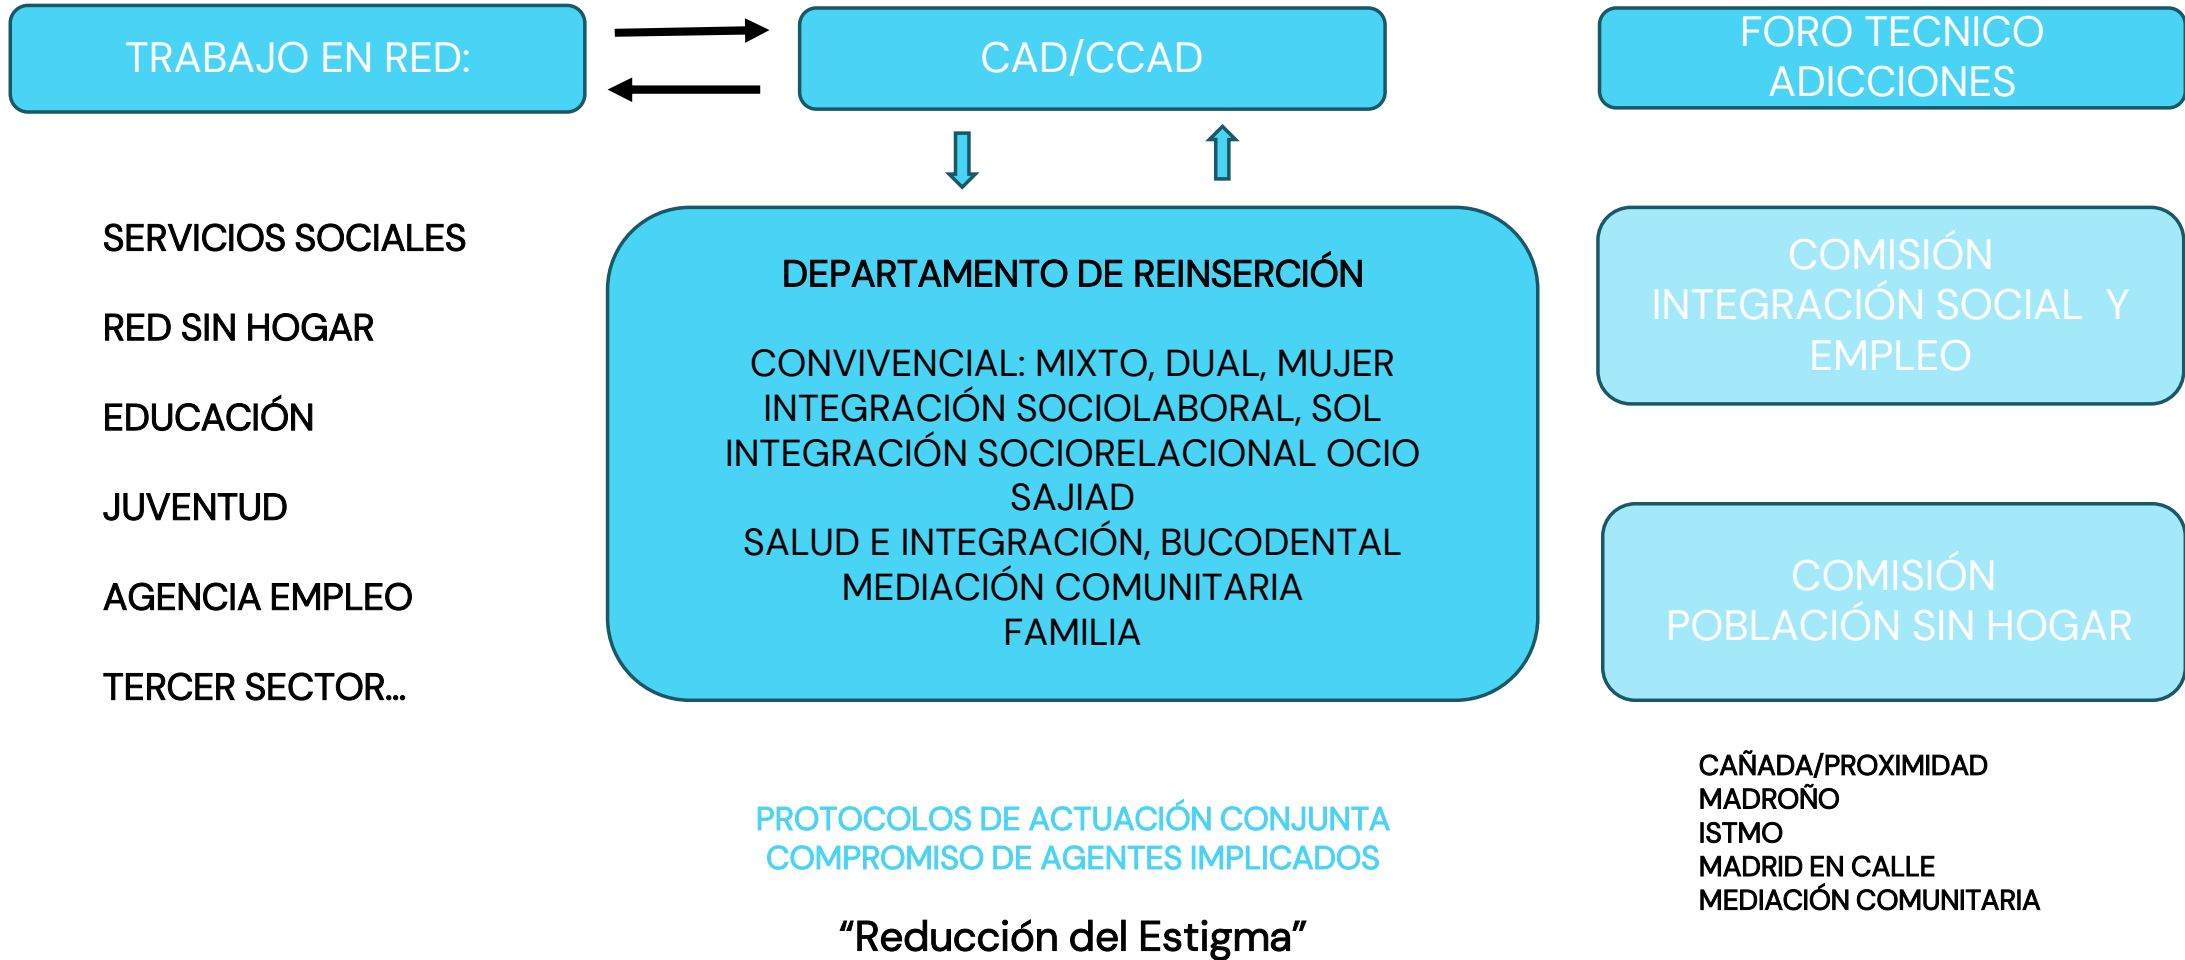 TRABAJO EN RED:
CAD/CCAD
FORO TECNICO
ADICCIONES
SERVICIOS SOCIALES
RED SIN HOGAR
EDUCACIÓN
JUVENTUD
AGENCIA EMPLEO
TERCER SECTOR...
DEPARTAMENTO DE REINSERCIÓN
CONVIVENCIAL: MIXTO, DUAL, MUJER
INTEGRACIÓN SOCIOLABORAL, SOL
INTEGRACIÓN SOCIORELACIONAL OCIO
SAJIAD
SALUD E INTEGRACIÓN, BUCODENTAL
MEDIACIÓN COMUNITARIA
FAMILIA
COMISIÓN
INTEGRACIÓN SOCIAL Y
EMPLEO
COMISIÓN
POBLACIÓN SIN HOGAR
CAÑADA/PROXIMIDAD
MADROÑO
ISTMO
MADRID EN CALLE
MEDIACIÓN COMUNITARIA
PROTOCOLOS DE ACTUACIÓN CONJUNTA
COMPROMISO DE AGENTES IMPLICADOS
“Reducción del Estigma”